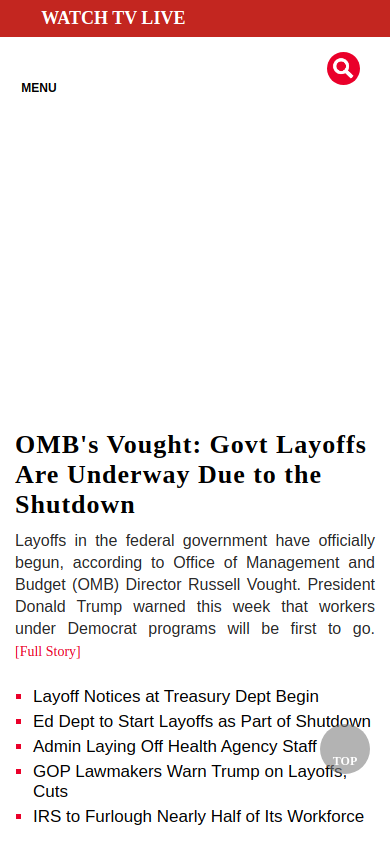 WATCH TV LIVE
MENU
OMB's Vought: Govt Layoffs
Are Underway Due to the
Shutdown
Layoffs in the federal government have officially
begun, according to Office of Management and
Budget (OMB) Director Russell Vought. President
Donald Trump warned this week that workers
under Democrat programs will be first to go.
[Full Story]
Layoff Notices at Treasury Dept Begin
Ed Dept to Start Layoffs as Part of Shutdown
Admin Laying Off Health Agency Staff
GOP Lawmakers Warn Trump on Layoffs,
Cuts
TOP
IRS to Furlough Nearly Half of Its Workforce